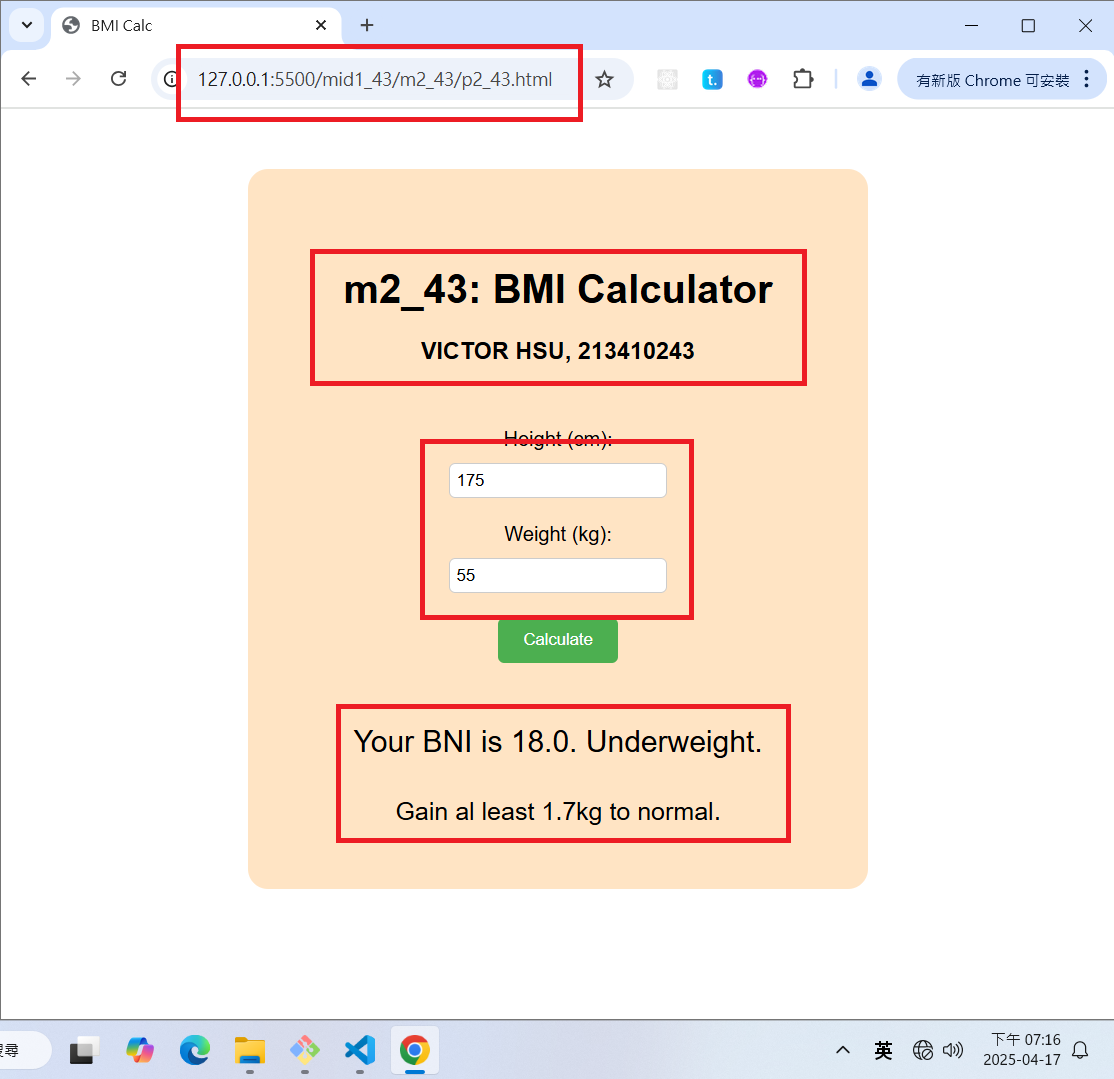 BMI Calc
127.0.0.1:5500/mid1_43/m2_43/p2_43.html
t.
有新版 Chrome 可安裝
m2_43: BMI Calculator
VICTOR HSU, 213410243
Height (cm):
175
Weight (kg):
55
Calculate
Your BNI is 18.0. Underweight.
Gain al least 1.7kg to normal.
尋
英
下午 07:16
2025-04-17